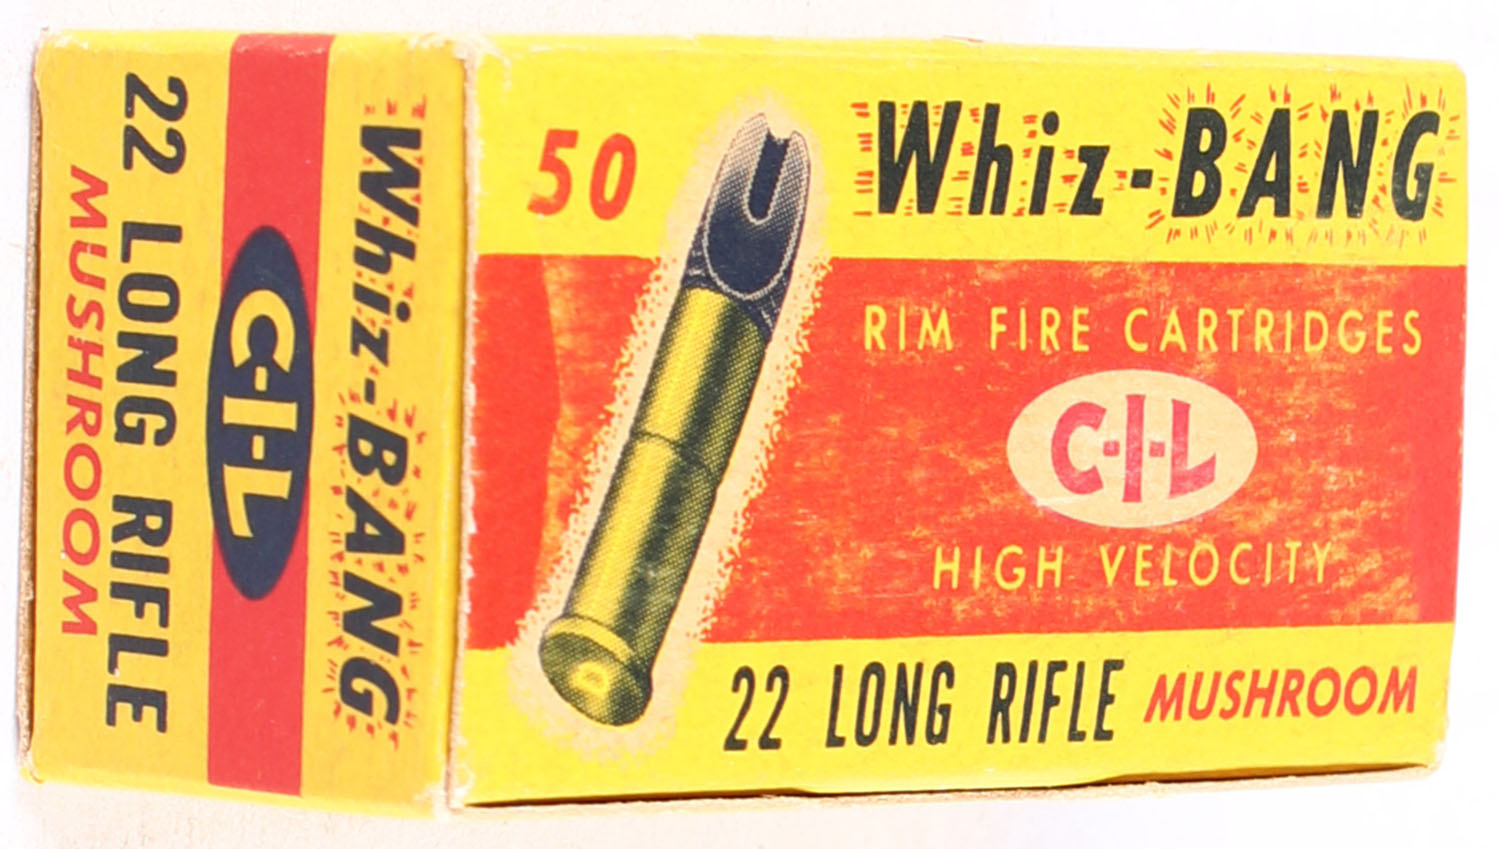 50
Whiz-BANG
RIM FIRE CARTRIDGES
C-I-L
HIGH VELOCITY
22 LONG RIFLE MUSHROOM
D
Whiz-BANG
C-I-L
22 LONG RIFLE
MUSHROOM